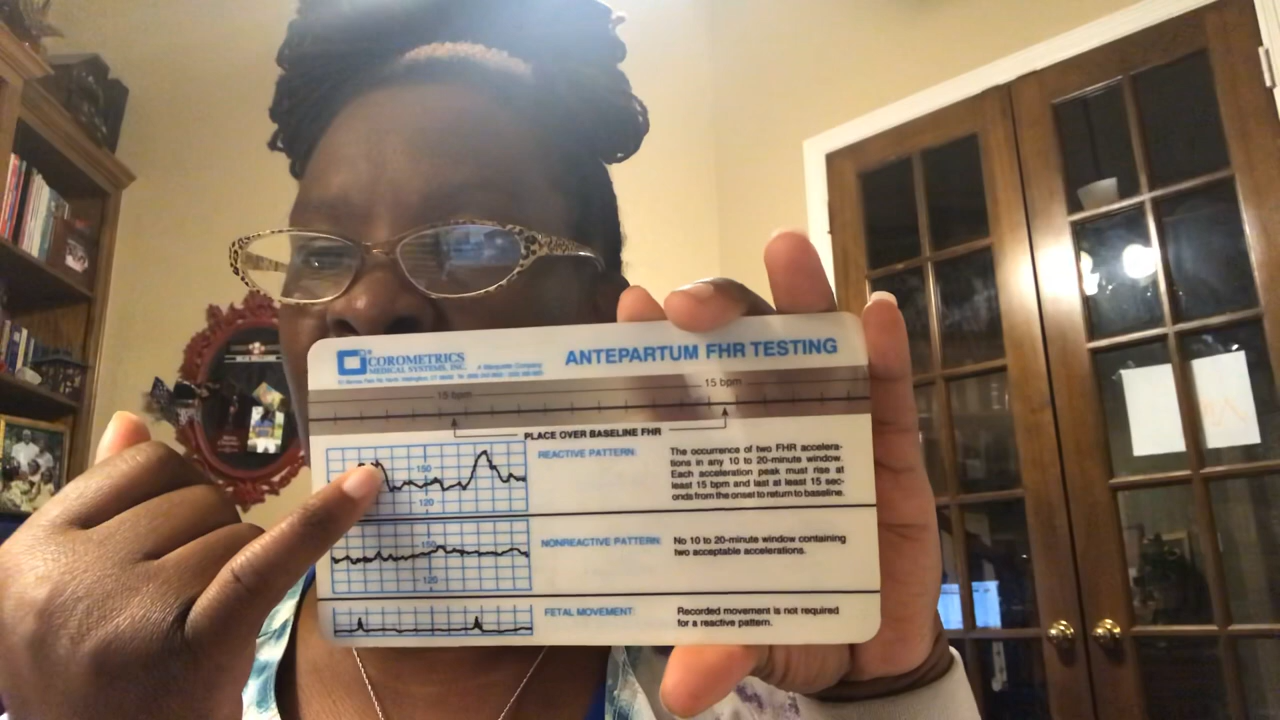 COROMETRICS
MEDICAL SYSTEMS, INC. A Marquette Company
ANTEPARTUM FHR TESTING
15 bpm
15 bpm
PLACE OVER BASELINE FHR
150
120
REACTIVE PATTERN:
The occurrence of two FHR accelera-
tions in any 10 to 20-minute window.
Each acceleration peak must rise at
least 15 bpm and last at least 15 sec-
onds from the onset to return to baseline.
150
120
NONREACTIVE PATTERN:
No 10 to 20-minute window containing
two acceptable accelerations.
FETAL MOVEMENT:
Recorded movement is not required
for a reactive pattern.